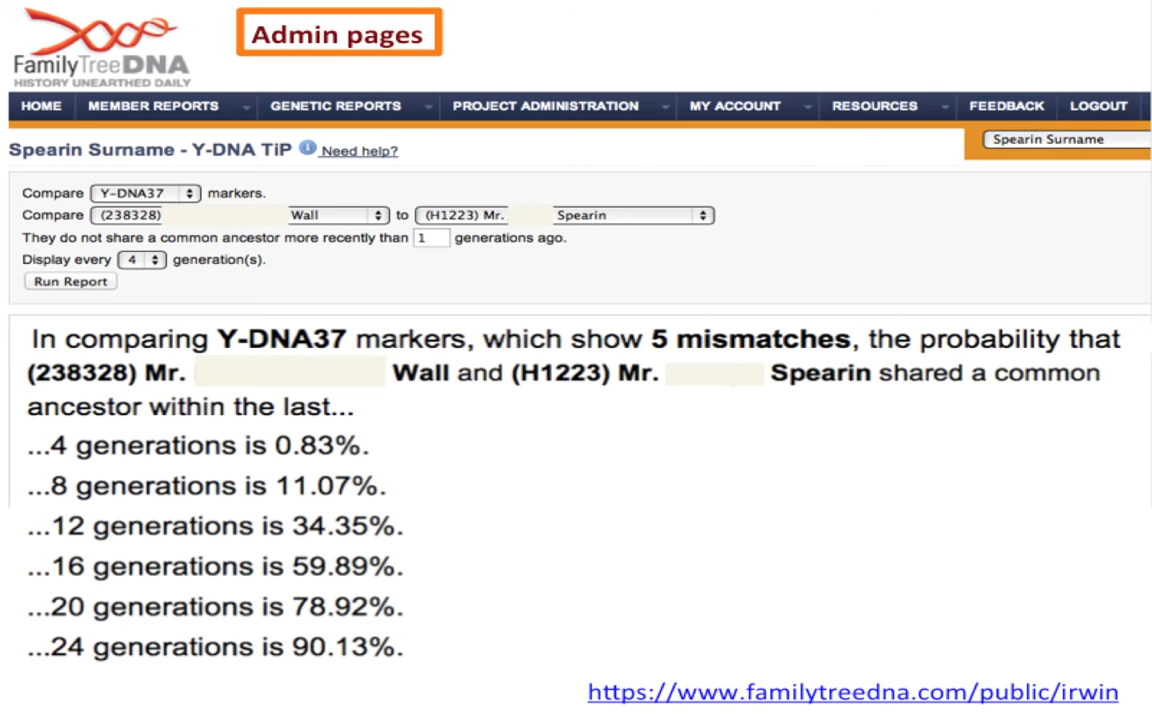 Admin pages
FamilyTreeDNA
HISTORY UNEARTHED DAILY
HOME MEMBER REPORTS GENETIC REPORTS PROJECT ADMINISTRATION MY ACCOUNT RESOURCES FEEDBACK LOGOUT
Spearin Surname
Spearin Surname - Y-DNA TiP i Need help?
Compare Y-DNA37 markers.
Compare (238328) Wall to (H1223) Mr. Spearin
They do not share a common ancestor more recently than 1 generations ago.
Display every 4 generation(s).
Run Report
In comparing Y-DNA37 markers, which show 5 mismatches, the probability that
(238328) Mr. Wall and (H1223) Mr. Spearin shared a common
ancestor within the last...
...4 generations is 0.83%.
...8 generations is 11.07%.
...12 generations is 34.35%.
...16 generations is 59.89%.
...20 generations is 78.92%.
...24 generations is 90.13%.
https://www.familytreedna.com/public/irwin